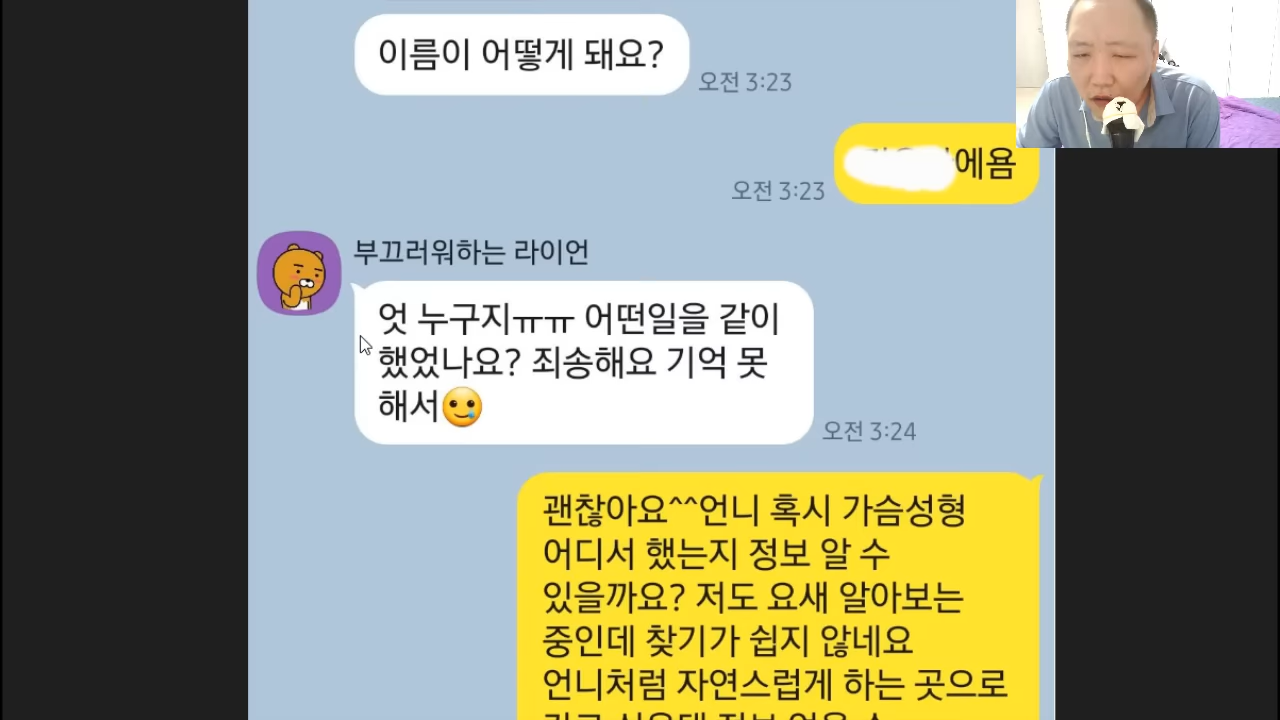 이름이 어떻게 돼요?
오전 3:23
에욤
오전 3:23
부끄러워하는 라이언
엇 누구지ㅠㅠ 어떤일을 같이
했었나요? 죄송해요 기억 못
해서🥲
오전 3:24
괜찮아요^^언니 혹시 가슴성형
어디서 했는지 정보 알 수
있을까요? 저도 요새 알아보는
중인데 찾기가 쉽지 않네요
언니처럼 자연스럽게 하는 곳으로